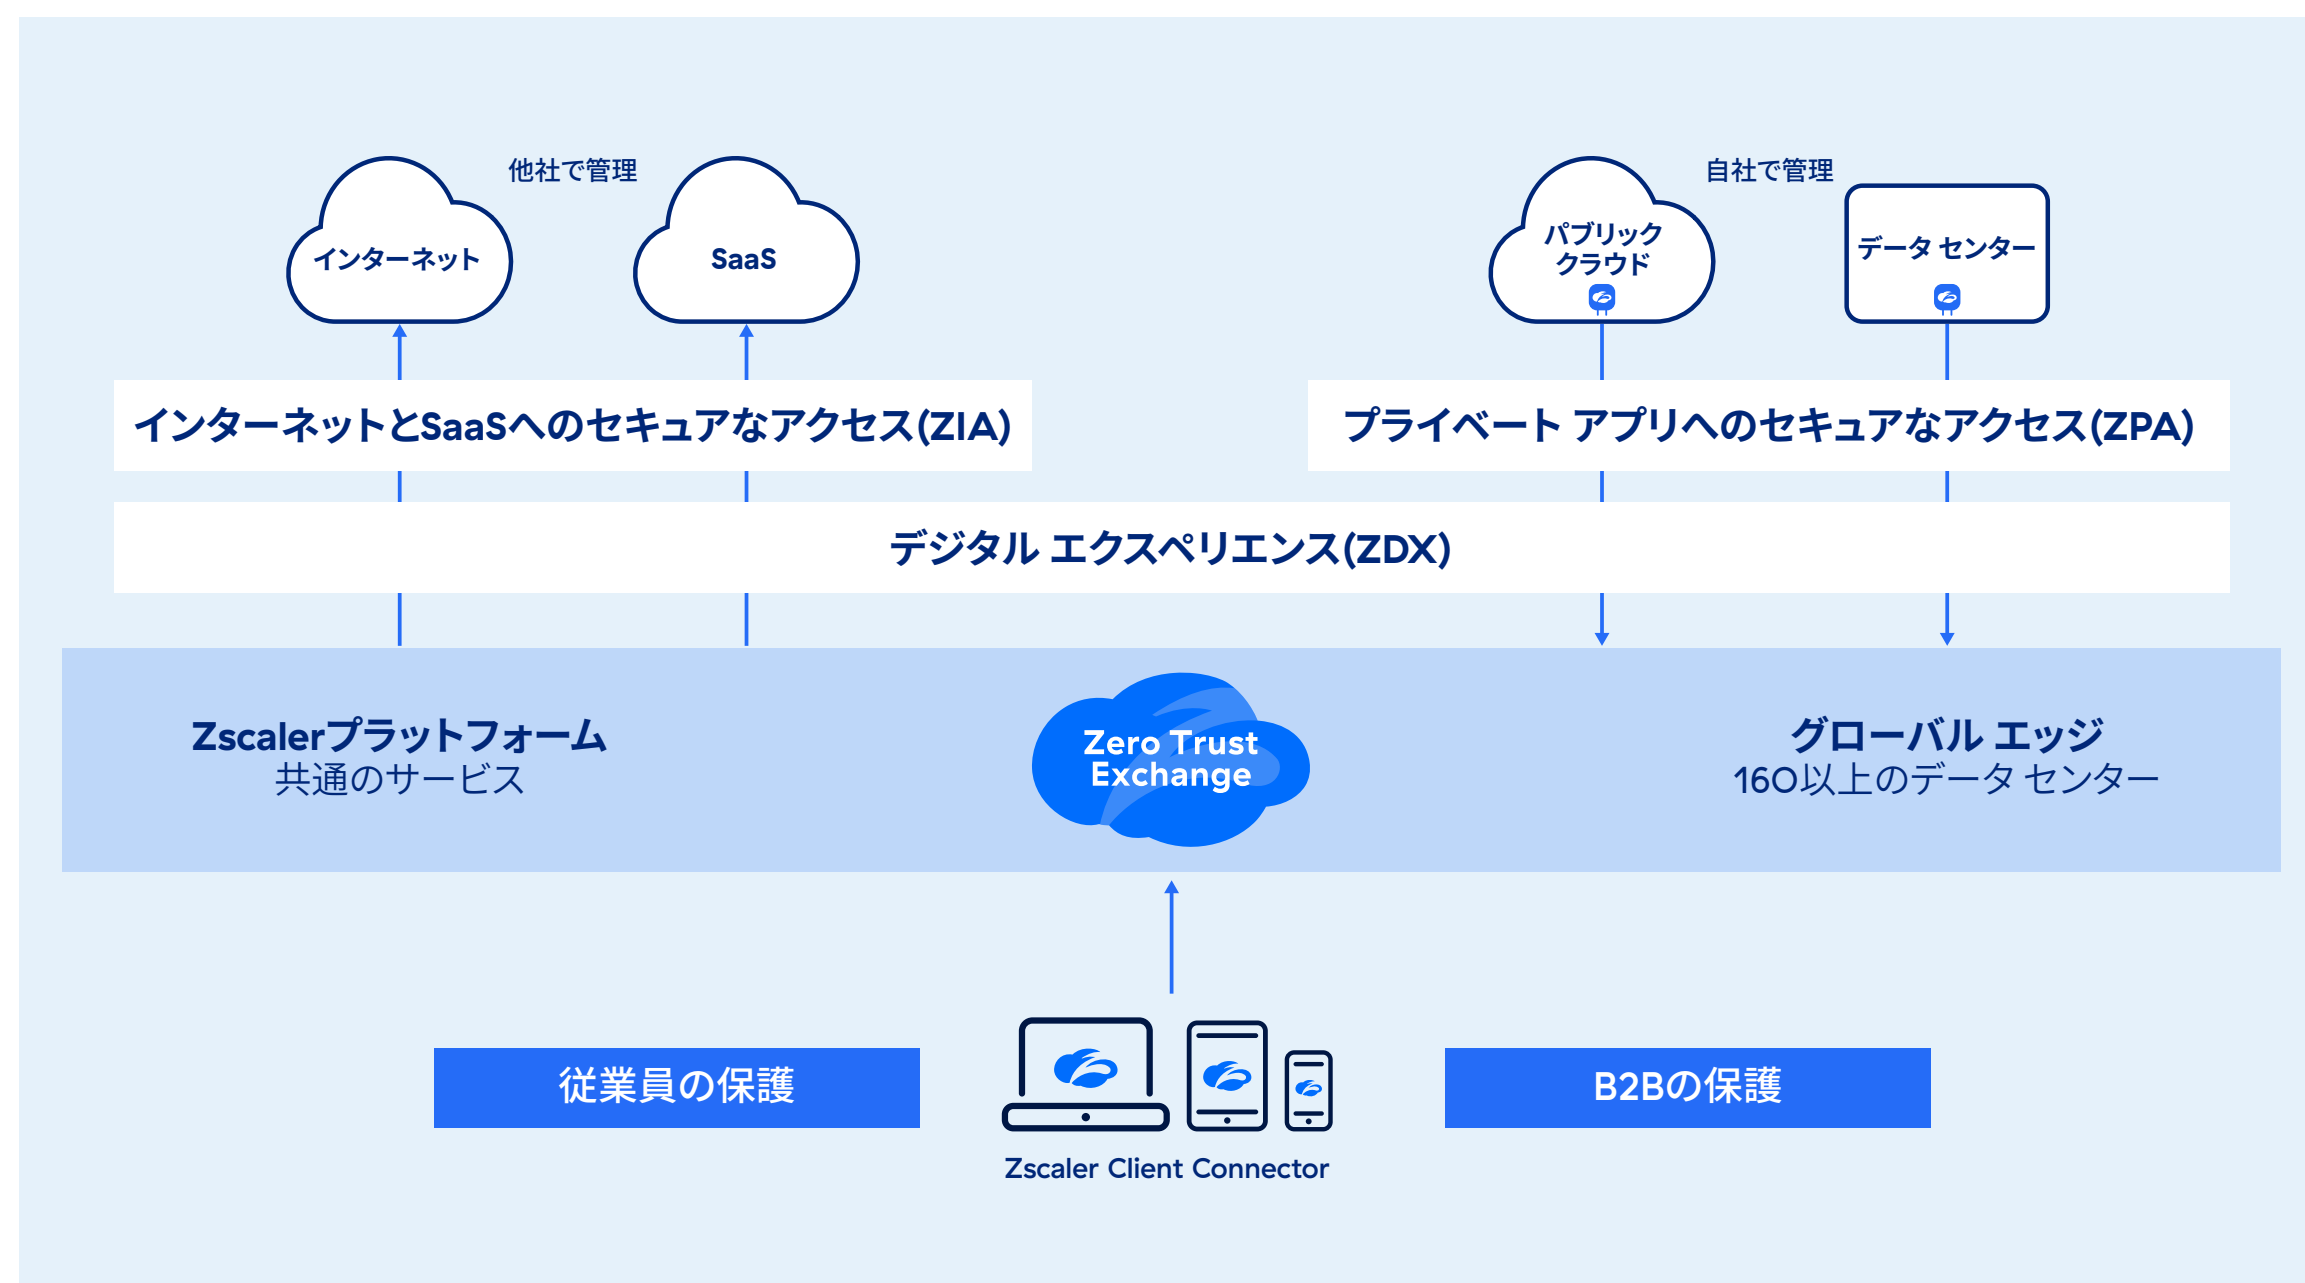 他社で管理
自社で管理
インターネット
SaaS
パブリック
クラウド
データ センター
インターネットとSaaSへのセキュアなアクセス(ZIA)
プライベート アプリへのセキュアなアクセス(ZPA)
デジタル エクスペリエンス(ZDX)
Zscalerプラットフォーム
共通のサービス
Zero Trust
Exchange
グローバル エッジ
160以上のデータ センター
従業員の保護
B2Bの保護
Zscaler Client Connector